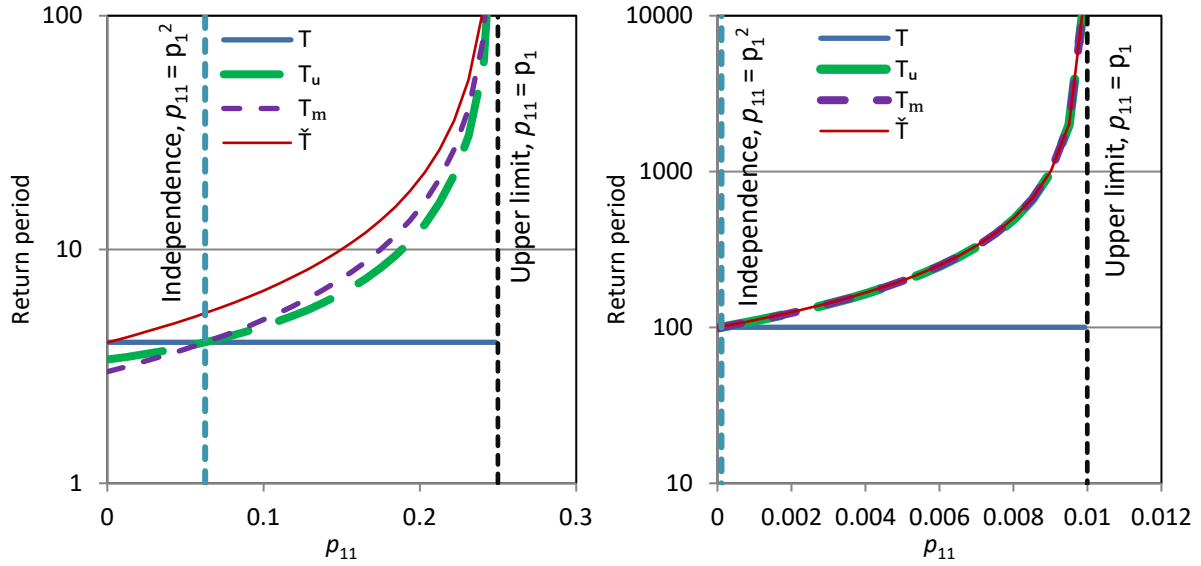 100
10
1
Return period
Independence, p₁₁ = p₁²
T
Tᵤ
Tₘ
Ť
Upper limit, p₁₁ = p₁
0
0.1
0.2
0.3
p₁₁
10000
1000
100
10
Return period
Independence, p₁₁ = p₁²
T
Tᵤ
Tₘ
Ť
Upper limit, p₁₁ = p₁
0
0.002
0.004
0.006
0.008
0.01
0.012
p₁₁